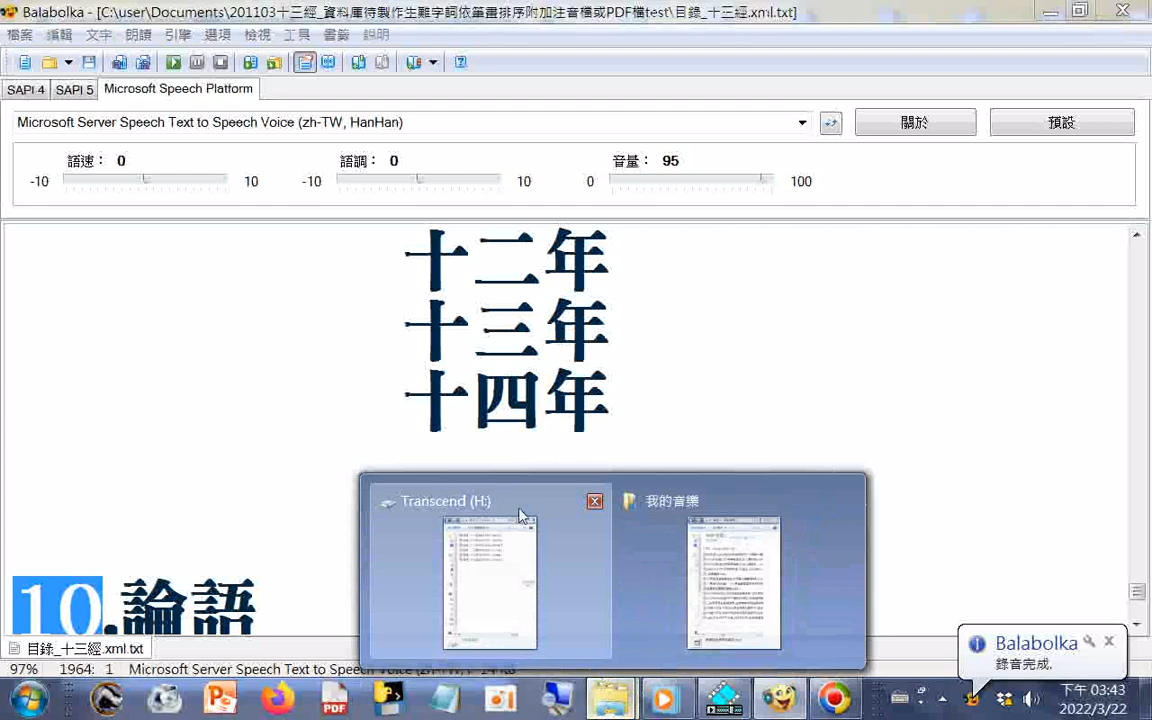 Balabolka - [C:\user\Documents\201103十三經_資料庫待製作生難字詞依筆畫排序附加注音檔或PDF檔test\目錄_十三經.xml.txt]
檔案 編輯 文字 朗讀 引擎 選項 檢視 工具 書籤 說明
SAPI 4 SAPI 5 Microsoft Speech Platform
Microsoft Server Speech Text to Speech Voice (zh-TW, HanHan) 關於 預設
語速： 0 語調： 0 音量： 95
-10 10 -10 10 0 100
十二年
十三年
十四年
Transcend (H:) 我的音樂
10.論語
目錄_十三經.xml.txt
Balabolka
錄音完成.
97% 1964: 1 Microsoft Server Speech Text to Speech
PDF
下午 03:43
2022/3/22